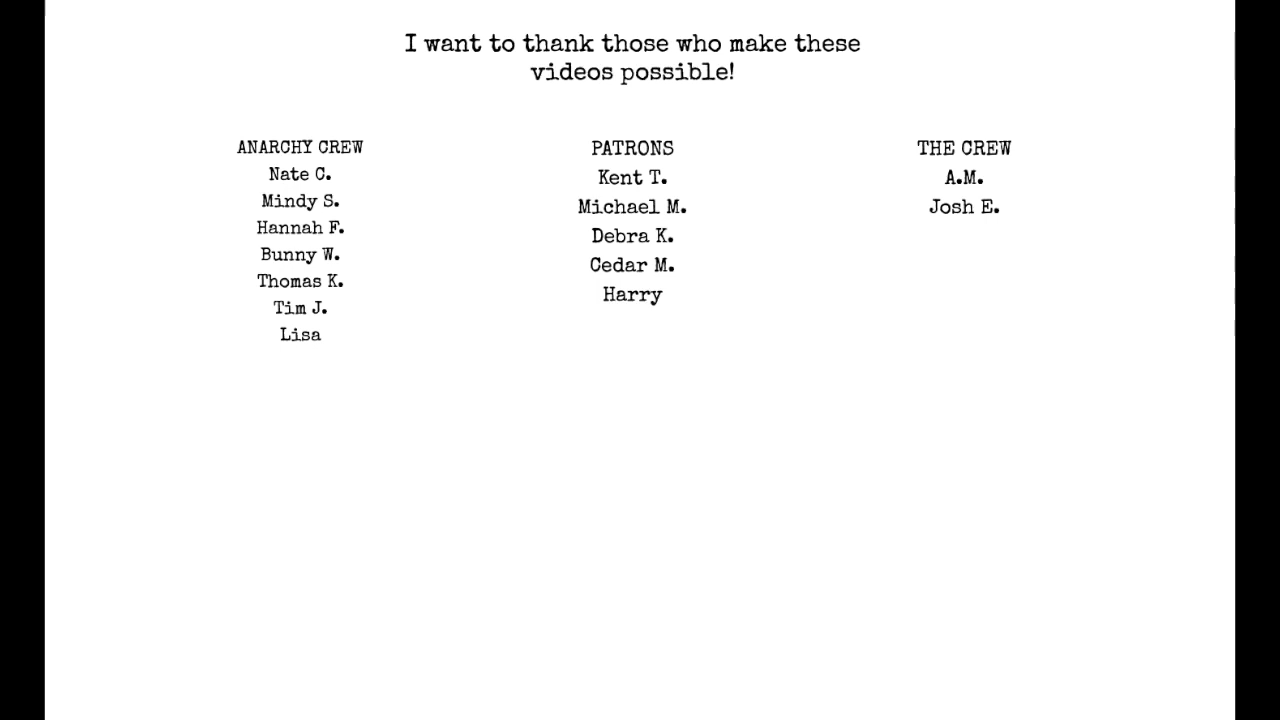 I want to thank those who make these
videos possible!
ANARCHY CREW
Nate C.
Mindy S.
Hannah F.
Bunny W.
Thomas K.
Tim J.
Lisa
PATRONS
Kent T.
Michael M.
Debra K.
Cedar M.
Harry
THE CREW
A.M.
Josh E.